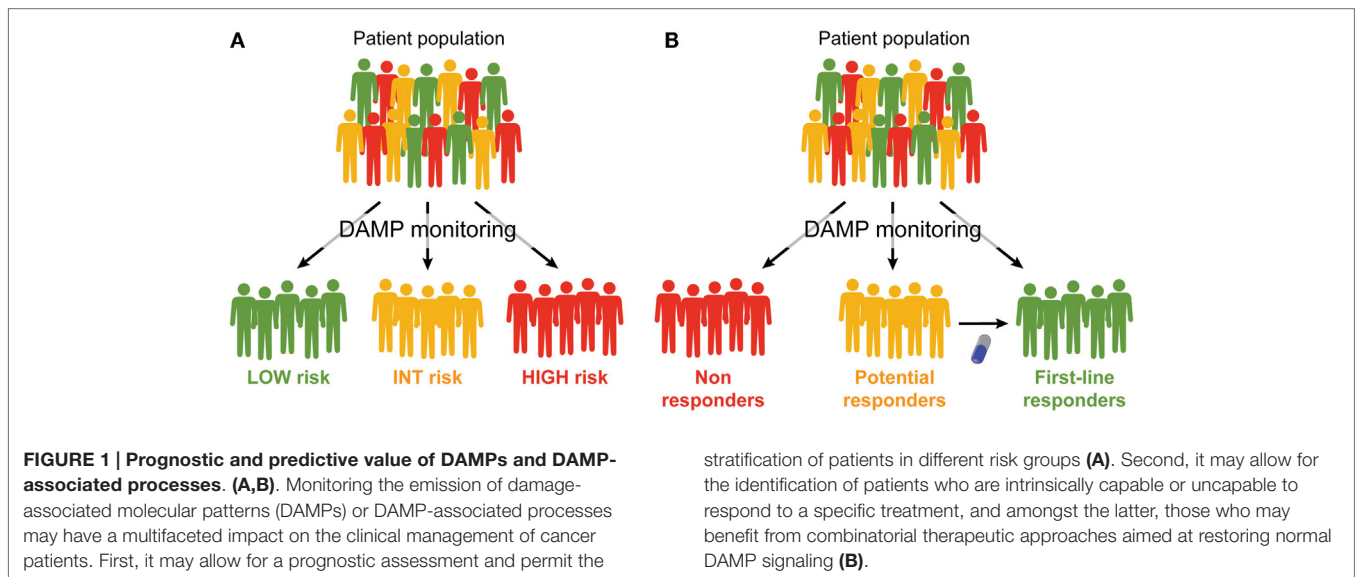 A
Patient population
DAMP monitoring
LOW risk
INT risk
HIGH risk
B
Patient population
DAMP monitoring
Non
responders
Potential
responders
First-line
responders
FIGURE 1 | Prognostic and predictive value of DAMPs and DAMP-
associated processes. (A,B). Monitoring the emission of damage-
associated molecular patterns (DAMPs) or DAMP-associated processes
may have a multifaceted impact on the clinical management of cancer
patients. First, it may allow for a prognostic assessment and permit the
stratification of patients in different risk groups (A). Second, it may allow for
the identification of patients who are intrinsically capable or uncapable to
respond to a specific treatment, and amongst the latter, those who may
benefit from combinatorial therapeutic approaches aimed at restoring normal
DAMP signaling (B).